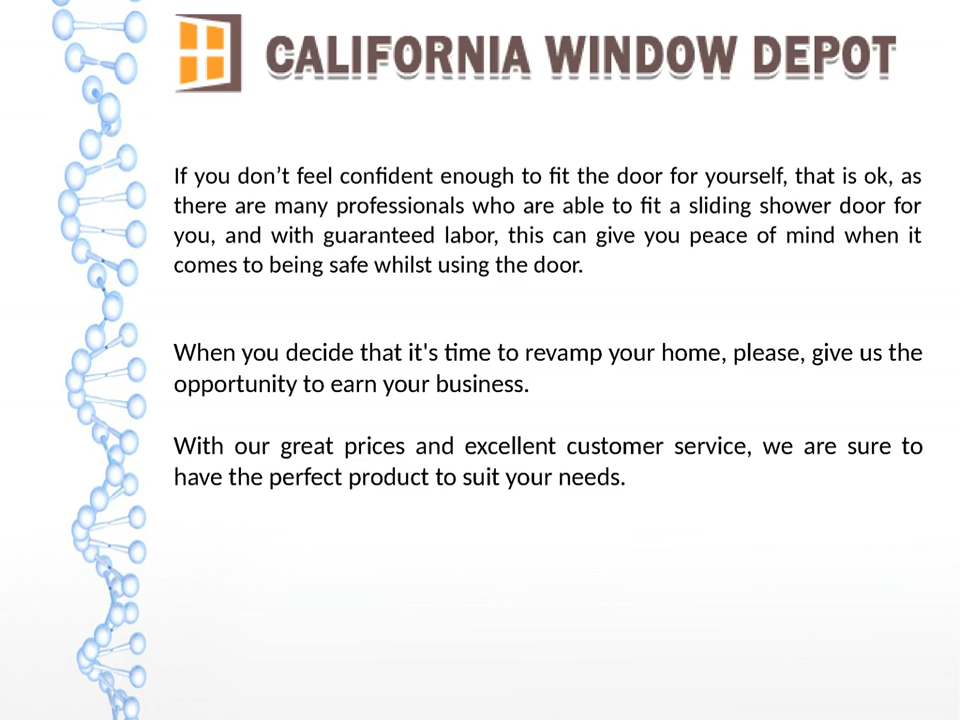 CALIFORNIA WINDOW DEPOT
If you don’t feel confident enough to fit the door for yourself, that is ok, as
there are many professionals who are able to fit a sliding shower door for
you, and with guaranteed labor, this can give you peace of mind when it
comes to being safe whilst using the door.
When you decide that it's time to revamp your home, please, give us the
opportunity to earn your business.
With our great prices and excellent customer service, we are sure to
have the perfect product to suit your needs.